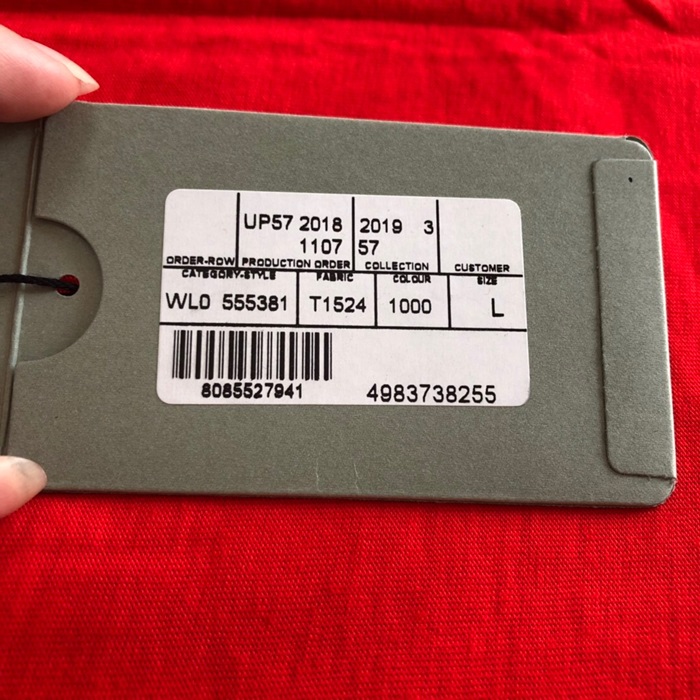 UP57 2018 2019 3
1107 57
ORDER-ROW PRODUCTION ORDER COLLECTION CUSTOMER
CATEGORY-STYLE FABRIC COLOUR SIZE
WL0 555381 T1524 1000 L
8085527941 4983738255